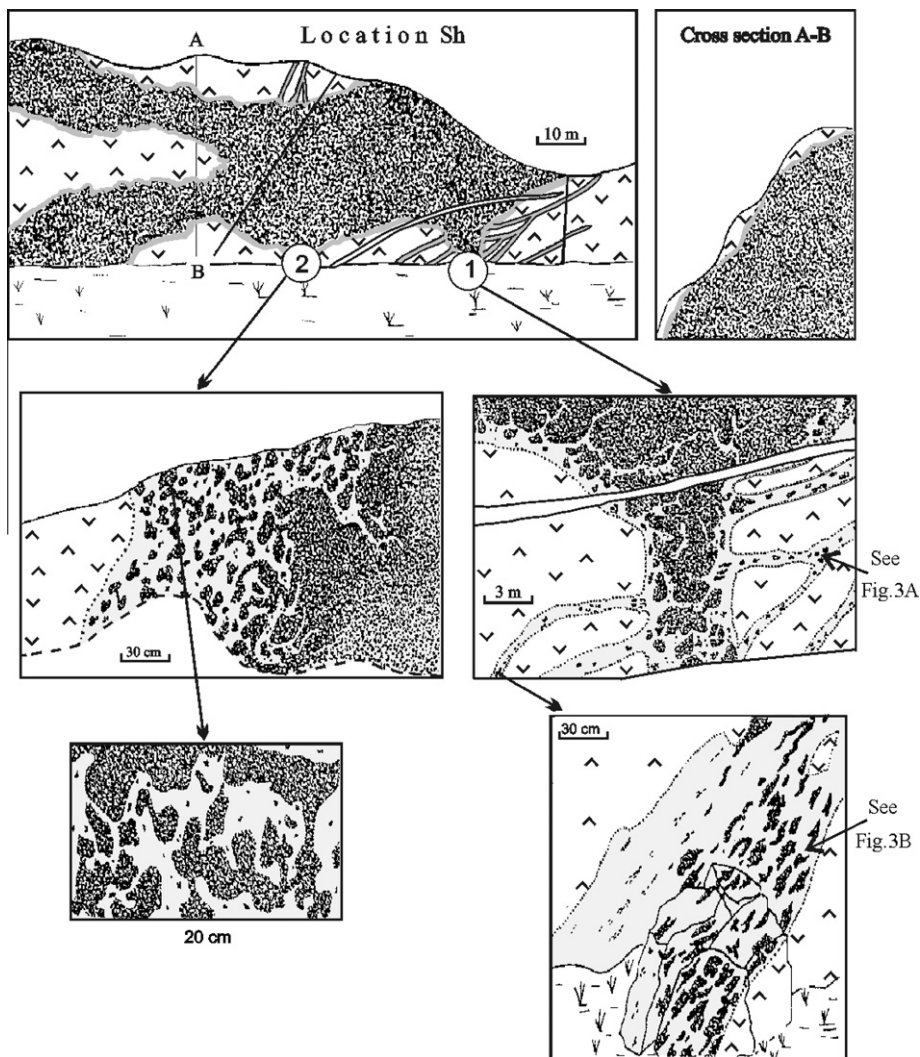 Location Sh
A
10 m
B
2
1
Cross section A-B
30 cm
3 m
See
Fig.3A
20 cm
30 cm
See
Fig.3B